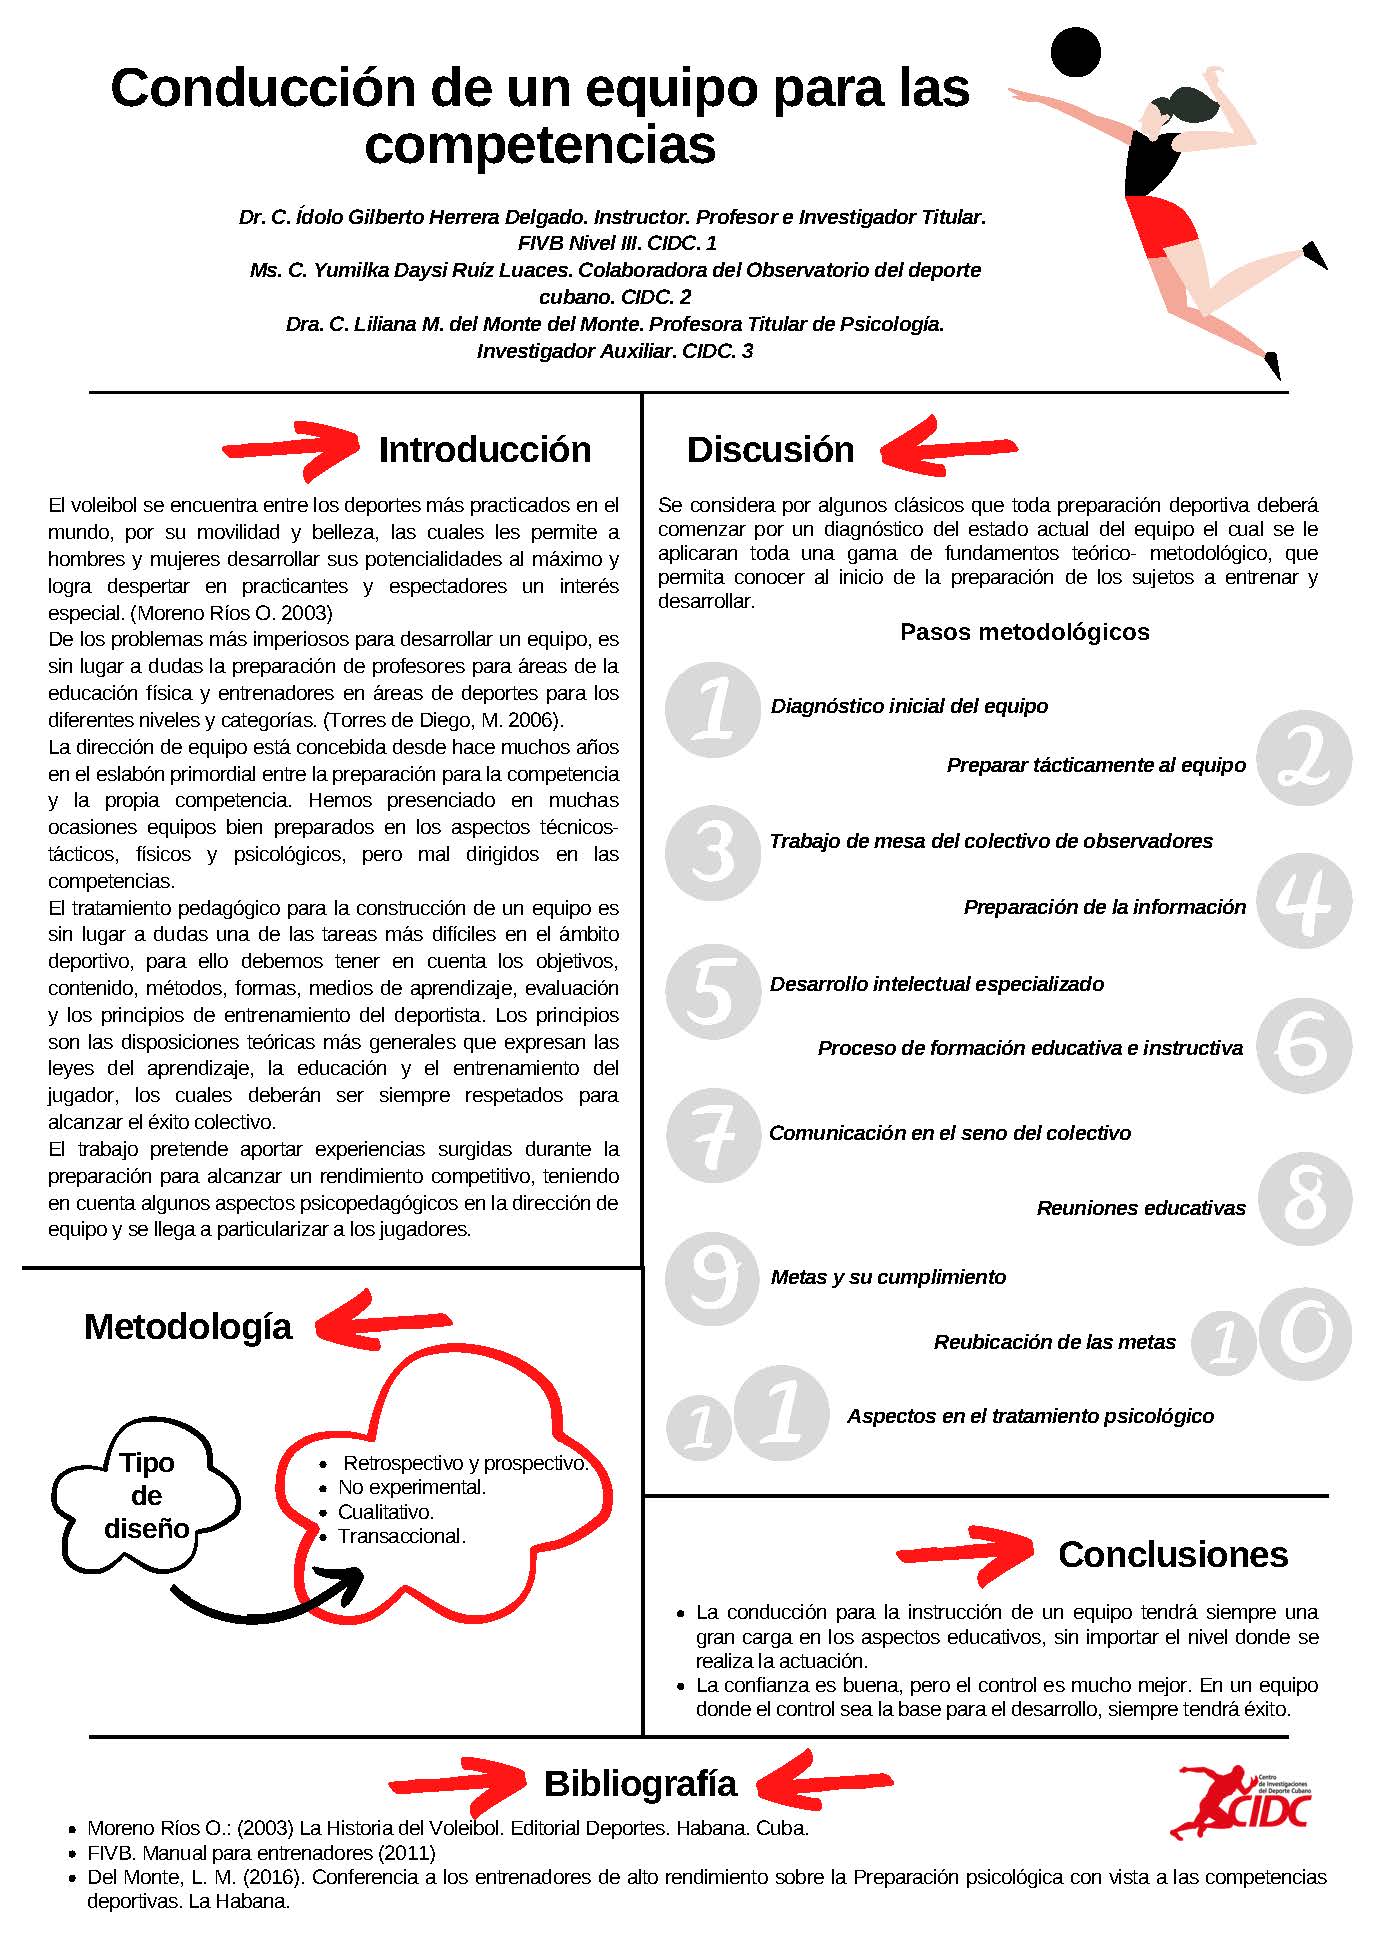 Conducción de un equipo para las
competencias
Dr. C. Ídolo Gilberto Herrera Delgado. Instructor. Profesor e Investigador Titular.
FIVB Nivel III. CIDC. 1
Ms. C. Yumilka Daysi Ruíz Luaces. Colaboradora del Observatorio del deporte
cubano. CIDC. 2
Dra. C. Liliana M. del Monte del Monte. Profesora Titular de Psicología.
Investigador Auxiliar. CIDC. 3
Introducción
El voleibol se encuentra entre los deportes más practicados en el
mundo, por su movilidad y belleza, las cuales les permite a
hombres y mujeres desarrollar sus potencialidades al máximo y
logra despertar en practicantes y espectadores un interés
especial. (Moreno Ríos O. 2003)
De los problemas más imperiosos para desarrollar un equipo, es
sin lugar a dudas la preparación de profesores para áreas de la
educación física y entrenadores en áreas de deportes para los
diferentes niveles y categorías. (Torres de Diego, M. 2006).
La dirección de equipo está concebida desde hace muchos años
en el eslabón primordial entre la preparación para la competencia
y la propia competencia. Hemos presenciado en muchas
ocasiones equipos bien preparados en los aspectos técnicos-
tácticos, físicos y psicológicos, pero mal dirigidos en las
competencias.
El tratamiento pedagógico para la construcción de un equipo es
sin lugar a dudas una de las tareas más difíciles en el ámbito
deportivo, para ello debemos tener en cuenta los objetivos,
contenido, métodos, formas, medios de aprendizaje, evaluación
y los principios de entrenamiento del deportista. Los principios
son las disposiciones teóricas más generales que expresan las
leyes del aprendizaje, la educación y el entrenamiento del
jugador, los cuales deberán ser siempre respetados para
alcanzar el éxito colectivo.
El trabajo pretende aportar experiencias surgidas durante la
preparación para alcanzar un rendimiento competitivo, teniendo
en cuenta algunos aspectos psicopedagógicos en la dirección de
equipo y se llega a particularizar a los jugadores.
Metodología
Tipo
de
diseño
• Retrospectivo y prospectivo.
• No experimental.
• Cualitativo.
• Transaccional.
Discusión
Se considera por algunos clásicos que toda preparación deportiva deberá
comenzar por un diagnóstico del estado actual del equipo el cual se le
aplicaran toda una gama de fundamentos teórico- metodológico, que
permita conocer al inicio de la preparación de los sujetos a entrenar y
desarrollar.
Pasos metodológicos
1 Diagnóstico inicial del equipo
Preparar tácticamente al equipo 2
3 Trabajo de mesa del colectivo de observadores
Preparación de la información 4
5 Desarrollo intelectual especializado
Proceso de formación educativa e instructiva 6
7 Comunicación en el seno del colectivo
Reuniones educativas 8
9 Metas y su cumplimiento
Reubicación de las metas 10
11 Aspectos en el tratamiento psicológico
Conclusiones
• La conducción para la instrucción de un equipo tendrá siempre una
gran carga en los aspectos educativos, sin importar el nivel donde se
realiza la actuación.
• La confianza es buena, pero el control es mucho mejor. En un equipo
donde el control sea la base para el desarrollo, siempre tendrá éxito.
Bibliografía
• Moreno Ríos O.: (2003) La Historia del Voleibol. Editorial Deportes. Habana. Cuba.
• FIVB. Manual para entrenadores (2011)
• Del Monte, L. M. (2016). Conferencia a los entrenadores de alto rendimiento sobre la Preparación psicológica con vista a las competencias
deportivas. La Habana.
Centro
de Investigaciones
del Deporte Cubano
CIDC